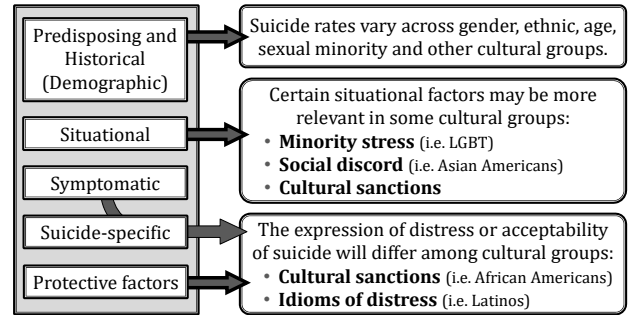 Predisposing and
Historical
(Demographic)
Suicide rates vary across gender, ethnic, age,
sexual minority and other cultural groups.
Situational
Certain situational factors may be more
relevant in some cultural groups:
• Minority stress (i.e. LGBT)
• Social discord (i.e. Asian Americans)
• Cultural sanctions
Symptomatic
Suicide-specific
Protective factors
The expression of distress or acceptability
of suicide will differ among cultural groups:
• Cultural sanctions (i.e. African Americans)
• Idioms of distress (i.e. Latinos)